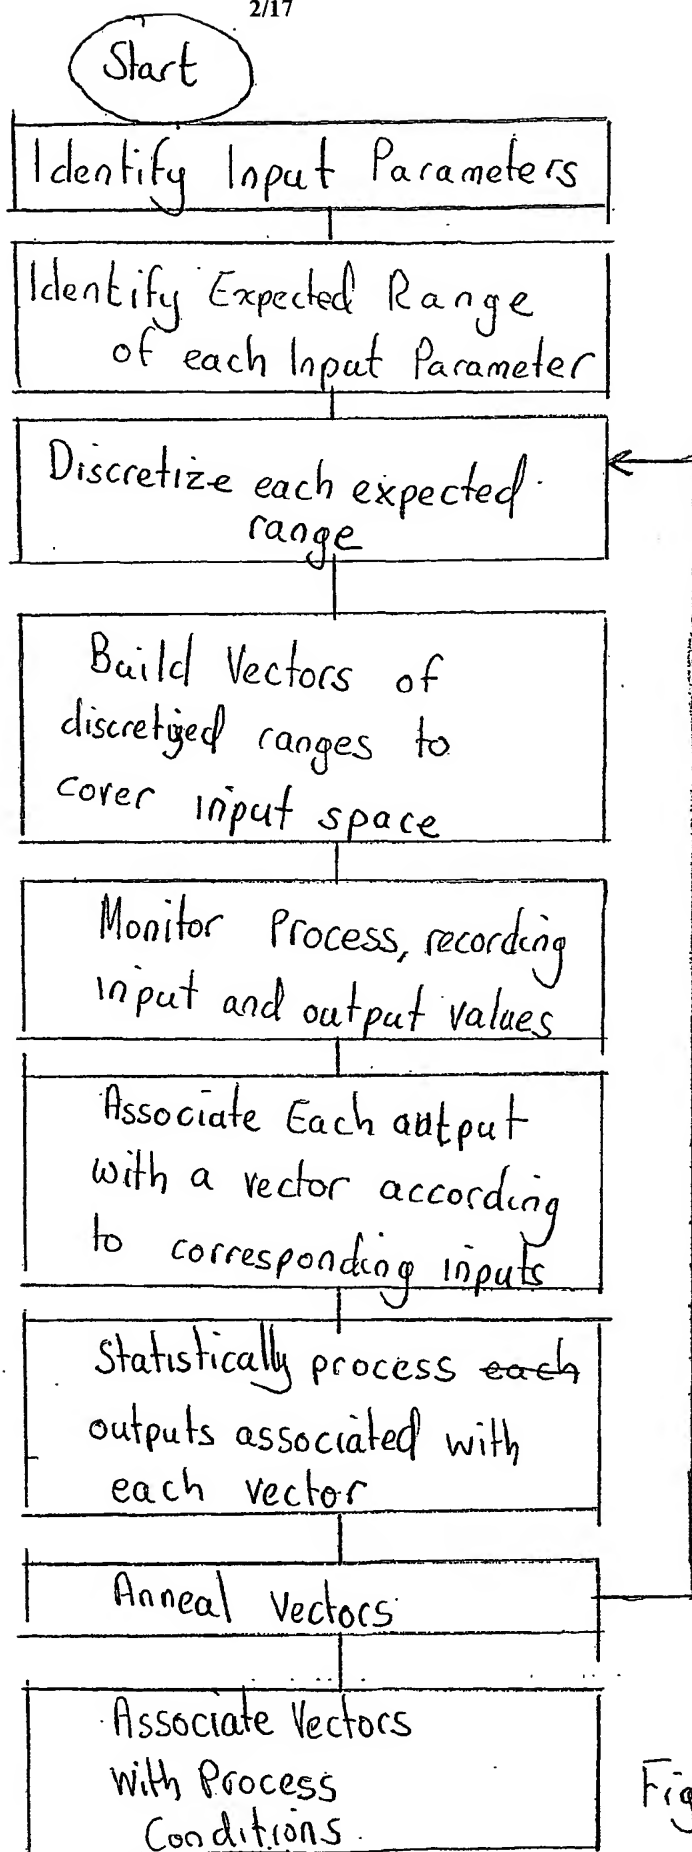 2/17
Start
Identify Input Parameters
Identify Expected Range
of each Input Parameter
Discretize each expected
range
Build Vectors of
discretized ranges to
cover input space
Monitor Process, recording
input and output values
Associate Each output
with a vector according
to corresponding inputs
Statistically process each
outputs associated with
each vector
Anneal Vectors
Associate Vectors
With Process
Conditions.
Fig